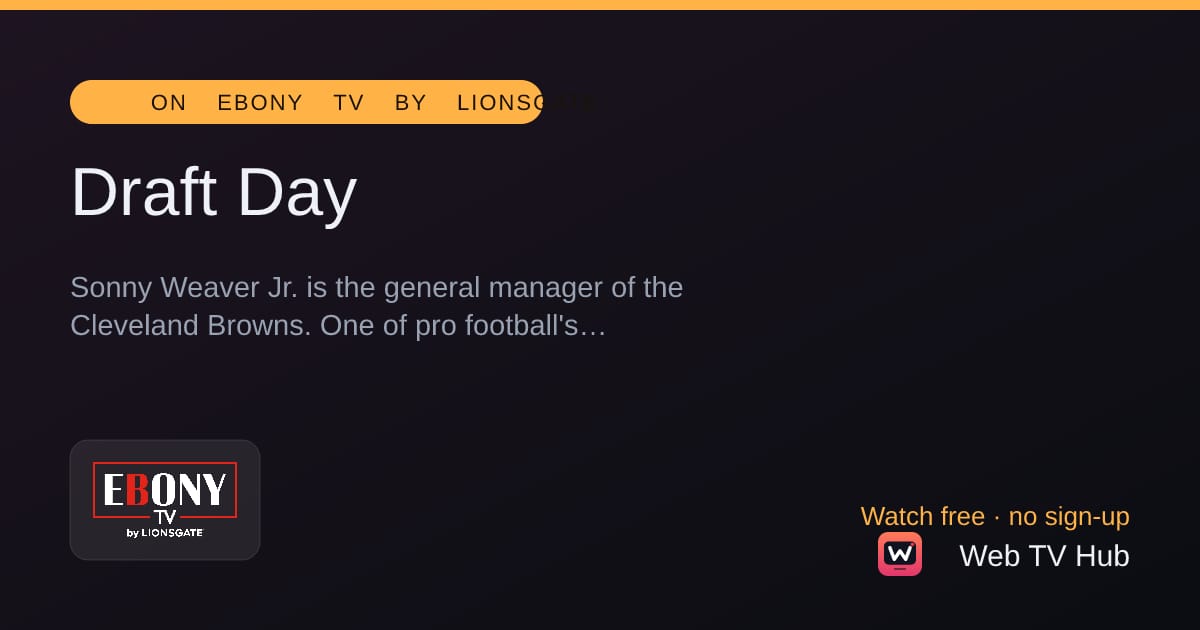 ON EBONY TV BY LIONSGATE
Draft Day
Sonny Weaver Jr. is the general manager of the
Cleveland Browns. One of pro football's…
EBONY
TV
by LIONSGATE
Watch free · no sign-up
W
Web TV Hub